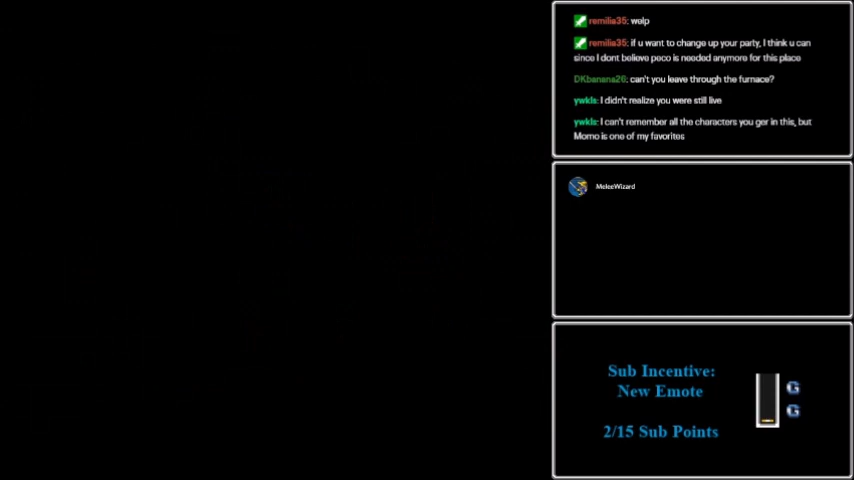 remilia35: welp
remilia35: if u want to change up your party, I think u can
since I dont believe peco is needed anymore for this place
DKbanana26: can't you leave through the furnace?
ywkls: I didn't realize you were still live
ywkls: I can't remember all the characters you ger in this, but
Momo is one of my favorites
MeleeWizard
Sub Incentive:
New Emote
G
G
2/15 Sub Points